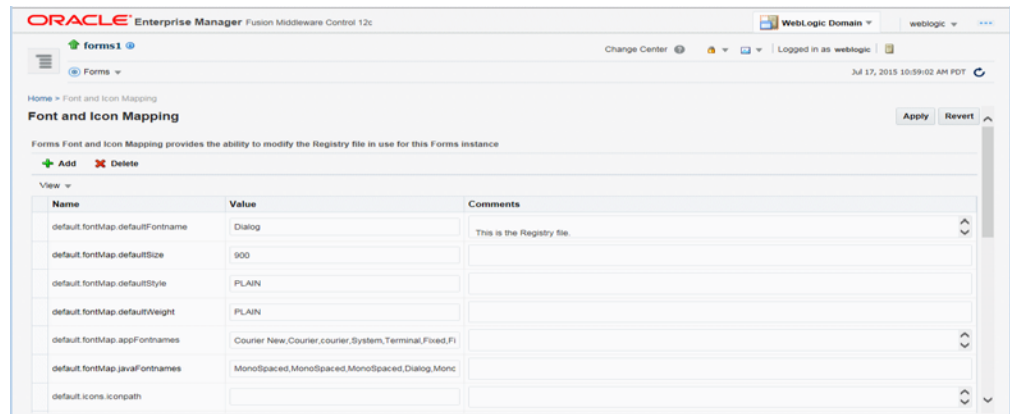 ORACLE Enterprise Manager Fusion Middleware Control 12c
WebLogic Domain
weblogic
forms1
Change Center
Logged in as weblogic
Forms
Jul 17, 2015 10:59:02 AM PDT
Home > Font and Icon Mapping
Font and Icon Mapping
Apply Revert
Forms Font and Icon Mapping provides the ability to modify the Registry file in use for this Forms instance
Add Delete
View
Name Value Comments
default.fontMap.defaultFontname Dialog This is the Registry file.
default.fontMap.defaultSize 900
default.fontMap.defaultStyle PLAIN
default.fontMap.defaultWeight PLAIN
default.fontMap.appFontnames Courier New,Courier,courier,System,Terminal,Fixed,Fi
default.fontMap.javaFontnames MonoSpaced,MonoSpaced,MonoSpaced,Dialog,Mono
default.icons.iconpath